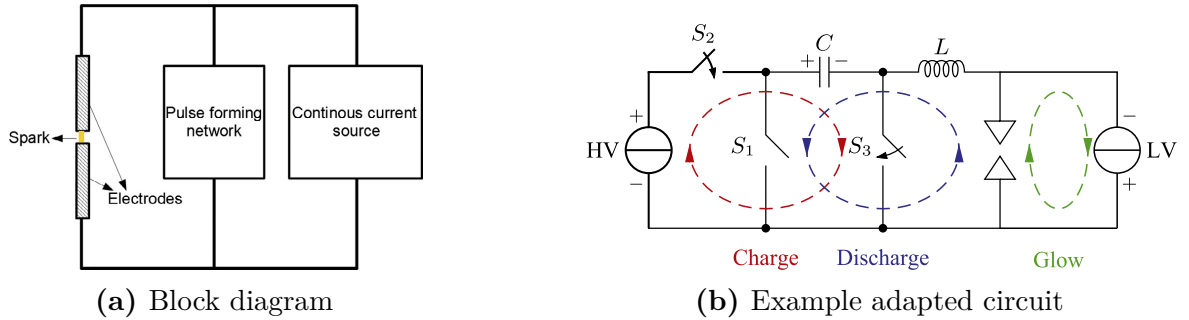 Spark
Pulse forming
network
Continous current
source
Electrodes
(a) Block diagram
S2
+ C −
L
+
HV
−
S1
S3
−
LV
+
Charge
Discharge
Glow
(b) Example adapted circuit